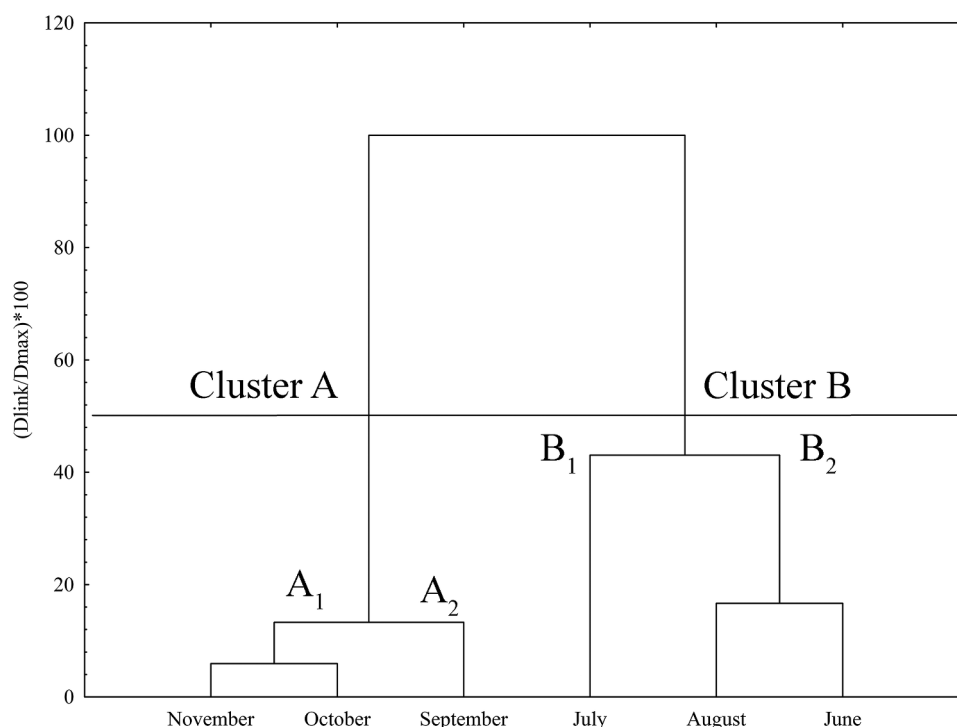 120
100
80
60
40
20
0
(Dlink/Dmax)*100
Cluster A
Cluster B
B₁
B₂
A₁
A₂
November October September July August June